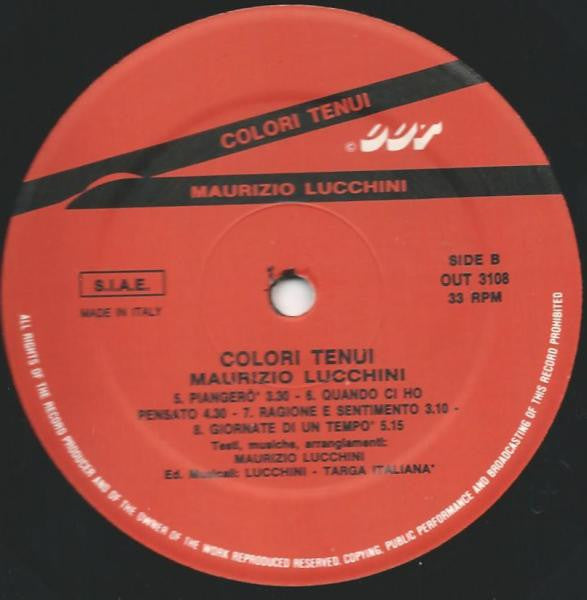 COLORI TENUI
© OUT
MAURIZIO LUCCHINI
S.I.A.E.
MADE IN ITALY
SIDE B
OUT 3108
33 RPM
COLORI TENUI
MAURIZIO LUCCHINI
5. PIANGERO' 3.30 - 6. QUANDO CI HO
PENSATO 4.30 - 7. RAGIONE E SENTIMENTO 3.10 -
8. GIORNATE DI UN TEMPO' 5.15
Testi, musiche, arrangiamenti:
MAURIZIO LUCCHINI
Ed. Musicali: LUCCHINI - TARGA ITALIANA'
ALL RIGHTS OF THE RECORD PRODUCER AND OF THE OWNER OF THE WORK REPRODUCED RESERVED. COPYING, PUBLIC PERFORMANCE AND BROADCASTING OF THIS RECORD PROHIBITED